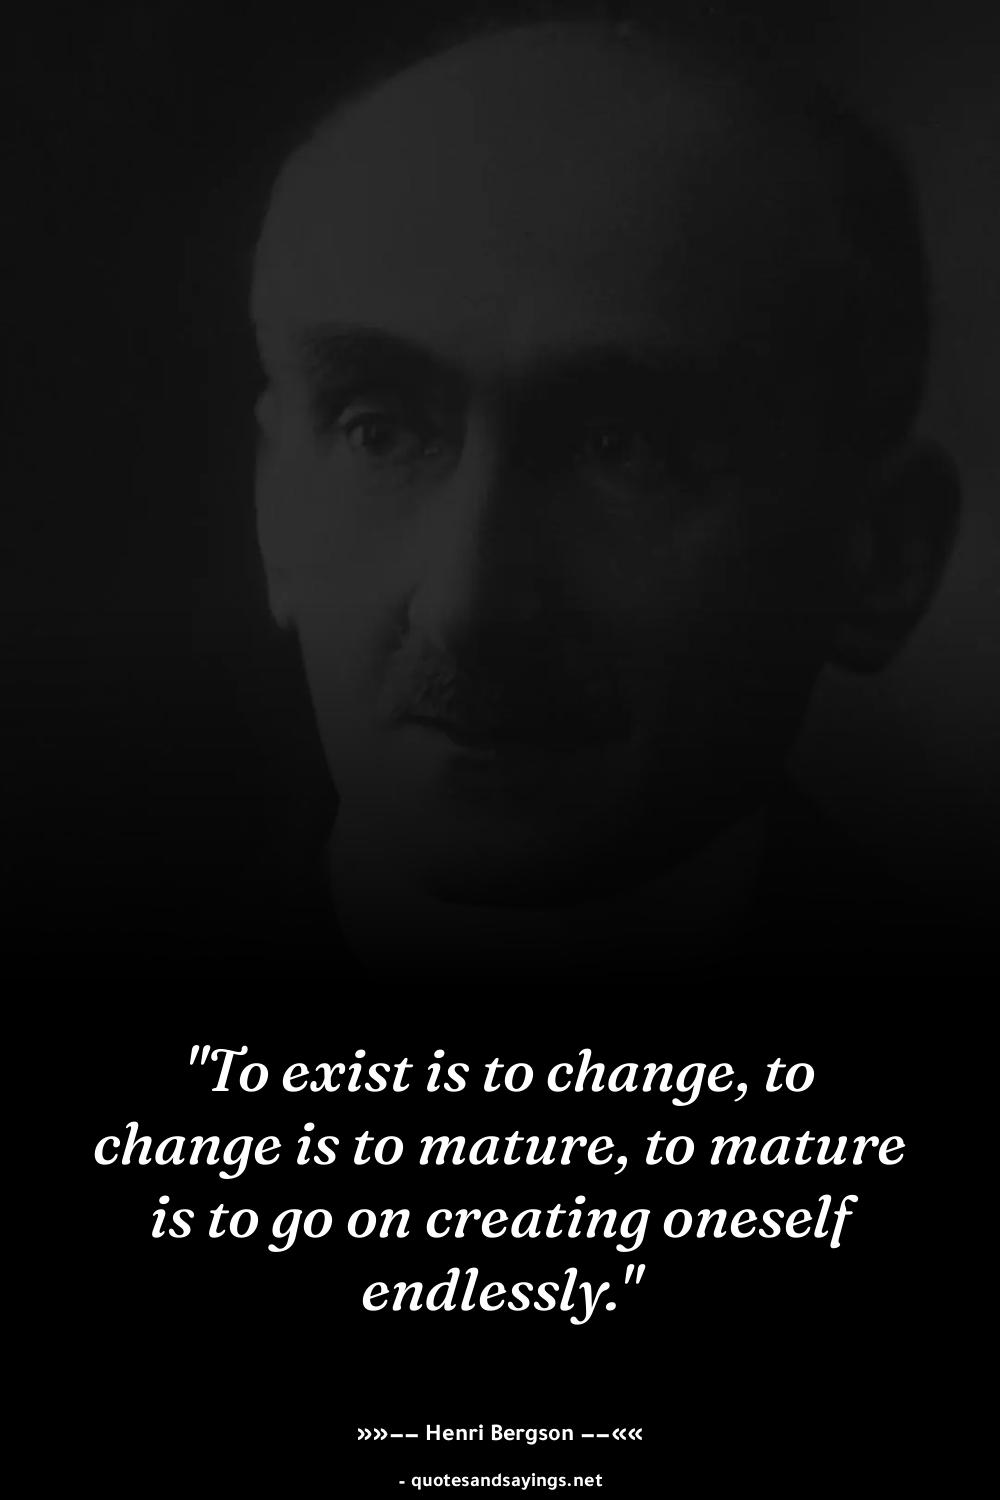 "To exist is to change, to
change is to mature, to mature
is to go on creating oneself
endlessly."
»»–– Henri Bergson ––««
- quotesandsayings.net